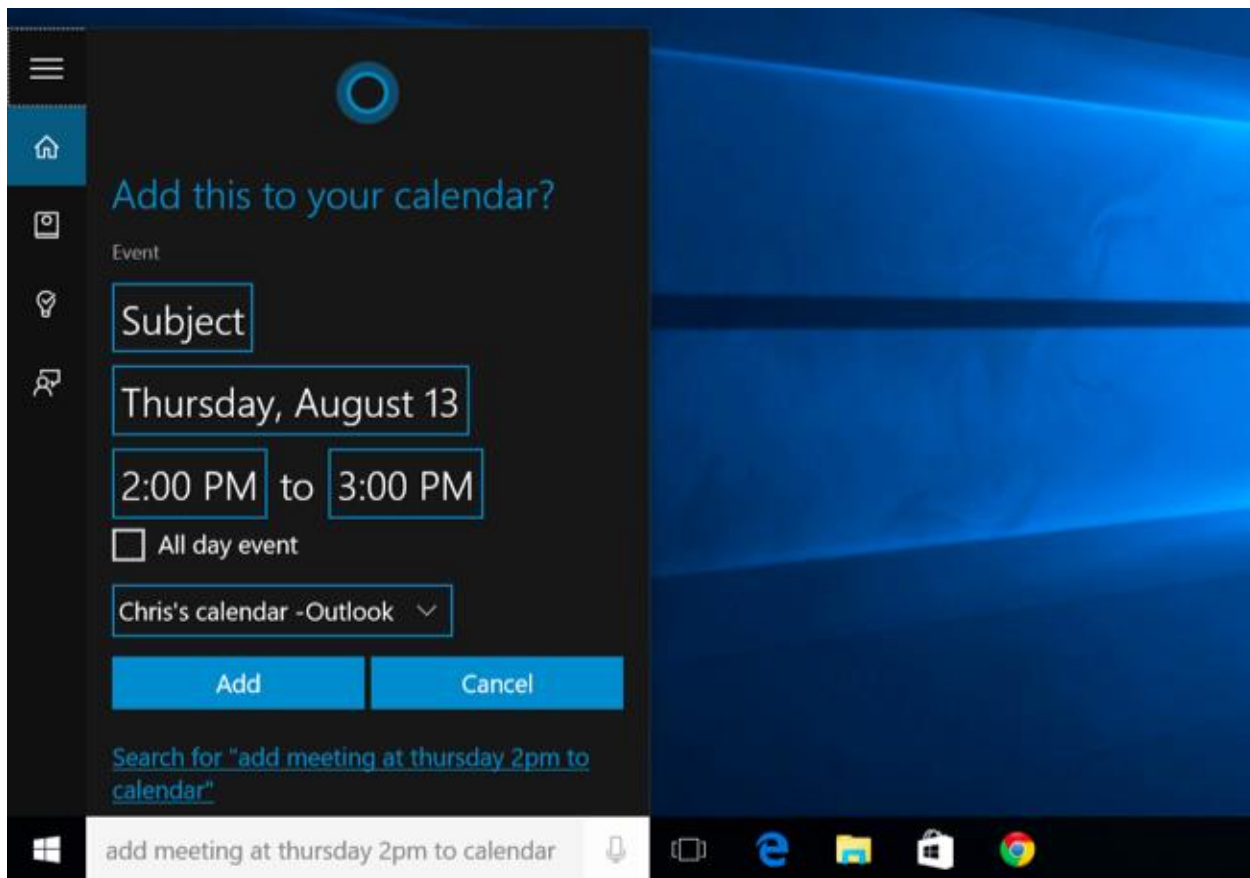 Add this to your calendar?
Event
Subject
Thursday, August 13
2:00 PM to 3:00 PM
All day event
Chris's calendar -Outlook
Add Cancel
Search for "add meeting at thursday 2pm to
calendar"
add meeting at thursday 2pm to calendar